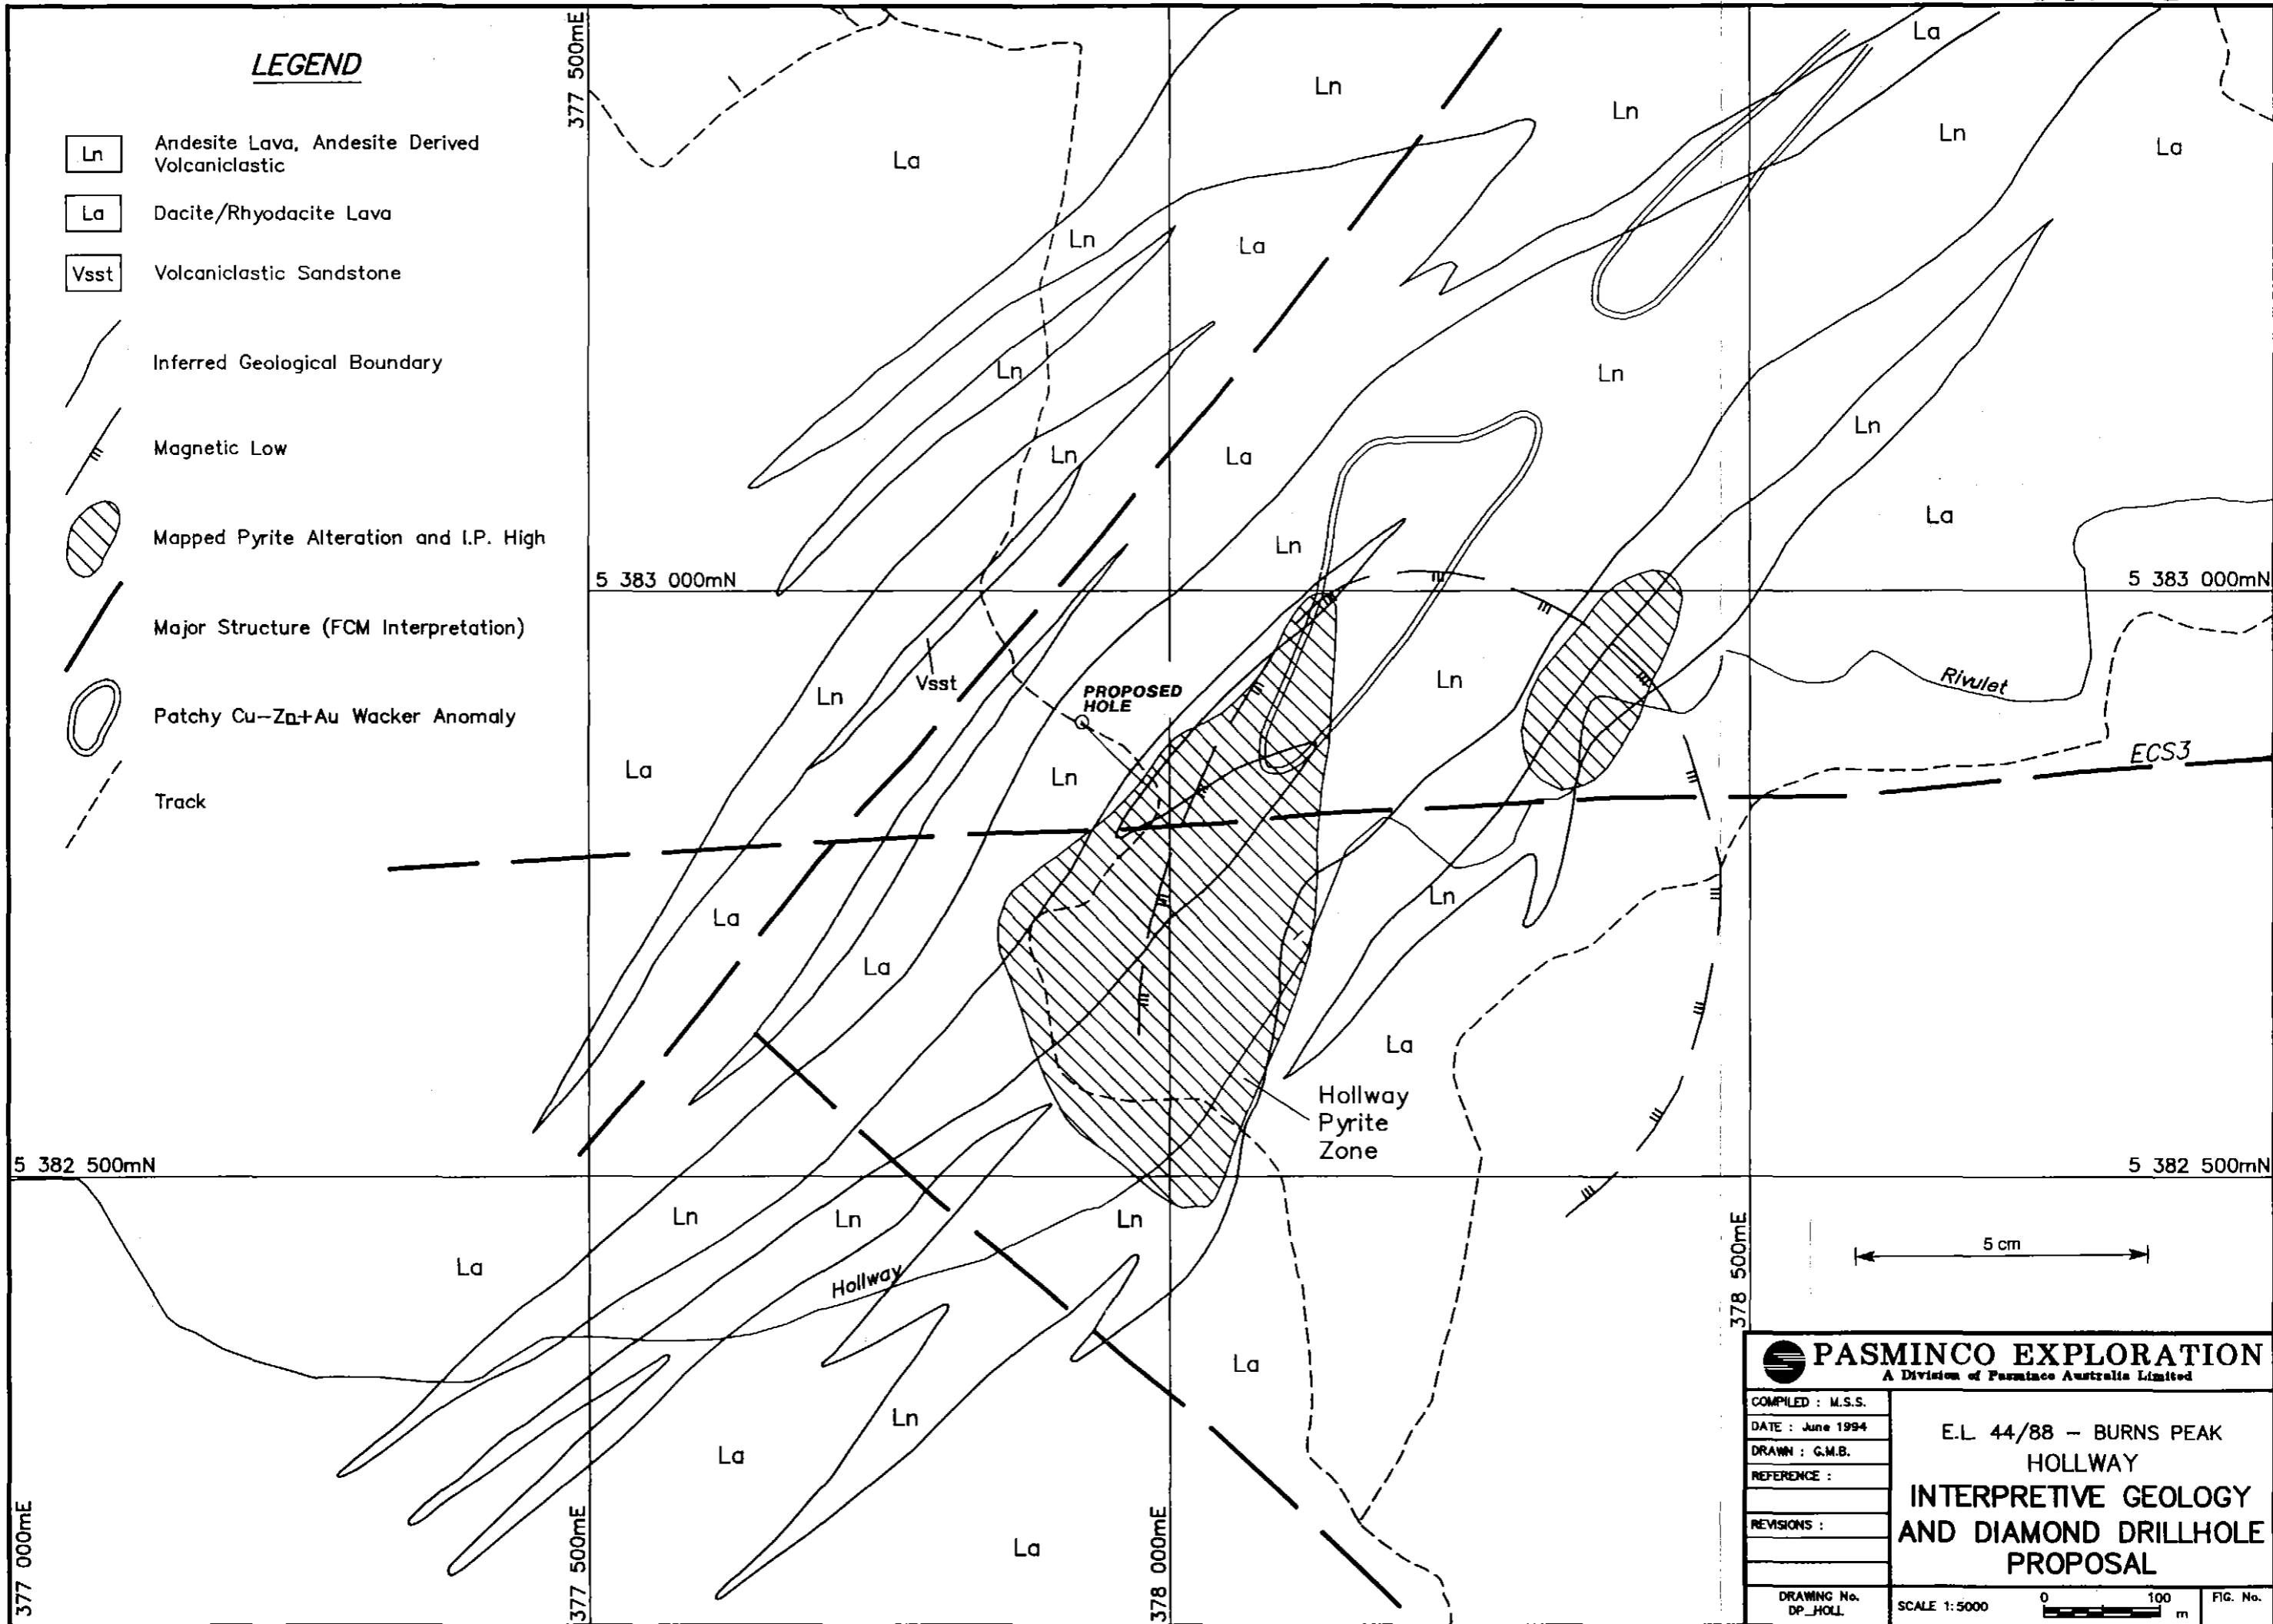 LEGEND
Ln
Andesite Lava, Andesite Derived
Volcaniclastic
La
Dacite/Rhyodacite Lava
Vsst
Volcaniclastic Sandstone
Inferred Geological Boundary
Magnetic Low
Mapped Pyrite Alteration and I.P. High
Major Structure (FCM Interpretation)
Patchy Cu-Zn+Au Wacker Anomaly
Track
377 500mE
La
Ln
Ln
La
Ln
La
La
Ln
La
Ln
Ln
Ln
Ln
La
Ln
La
Ln
5 383 000mN
5 383 000mN
Vsst
Ln
PROPOSED
HOLE
Ln
Rivulet
La
Ln
ECS3
Ln
La
La
La
Hollway
Pyrite
Zone
5 382 500mN
5 382 500mN
Ln
Ln
Ln
La
Hollway
378 500mE
5 cm
La
Ln
La
La
377 000mE
377 500mE
378 000mE
PASMINCO EXPLORATION
A Division of Pasminco Australia Limited
COMPILED : M.S.S.
DATE : June 1994
DRAWN : G.M.B.
REFERENCE :
REVISIONS :
E.L. 44/88 - BURNS PEAK
HOLLWAY
INTERPRETIVE GEOLOGY
AND DIAMOND DRILLHOLE
PROPOSAL
DRAWING No.
DP_HOLL
SCALE 1:5000
0 100
m
FIG. No.